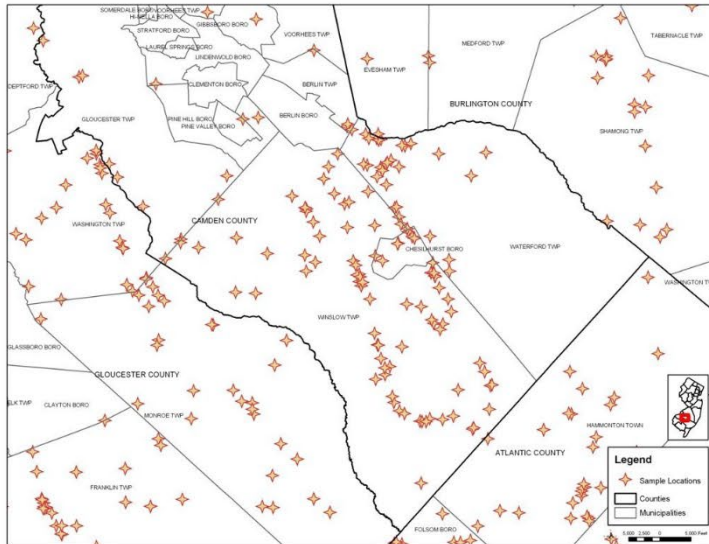 SOMERDALE BORO
VOORHEES TWP
HI-NELLA BORO
GIBBSBORO BORO
STRATFORD BORO
VOORHEES TWP
LAUREL SPRINGS BORO
LINDENWOLD BORO
MEDFORD TWP
TABERNACLE TWP
EVESHAM TWP
DEPTFORD TWP
CLEMENTON BORO
BERLIN TWP
BURLINGTON COUNTY
GLOUCESTER TWP
PINE HILL BORO
PINE VALLEY BORO
BERLIN BORO
SHAMONG TWP
WASHINGTON TWP
CAMDEN COUNTY
CHESILHURST BORO
WATERFORD TWP
WASHINGTON TW
WINSLOW TWP
GLASSBORO BORO
GLOUCESTER COUNTY
ELK TWP
CLAYTON BORO
MONROE TWP
HAMMONTON TOWN
ATLANTIC COUNTY
FRANKLIN TWP
FOLSOM BORO
Legend
Sample Locations
Counties
Municipalities
0
Feet